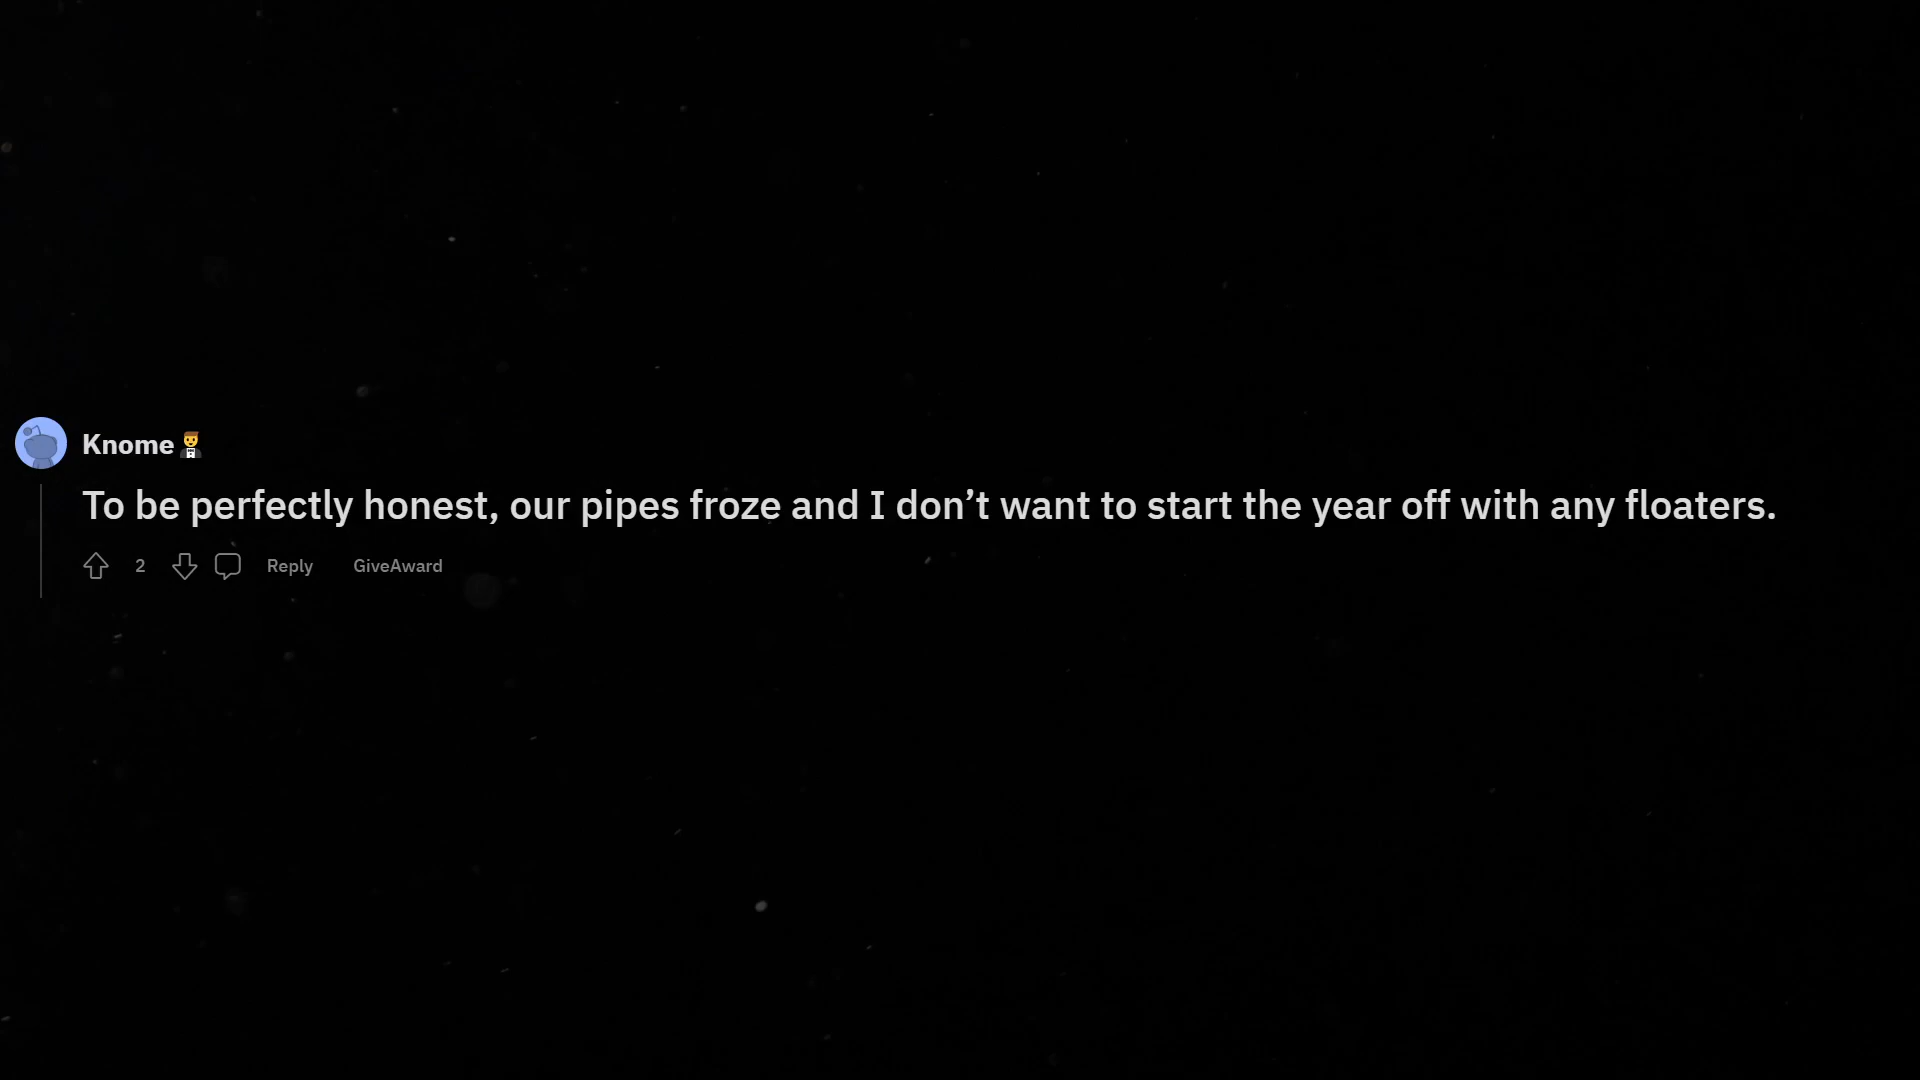 Knome🤵
To be perfectly honest, our pipes froze and I don’t want to start the year off with any floaters.
2 Reply GiveAward